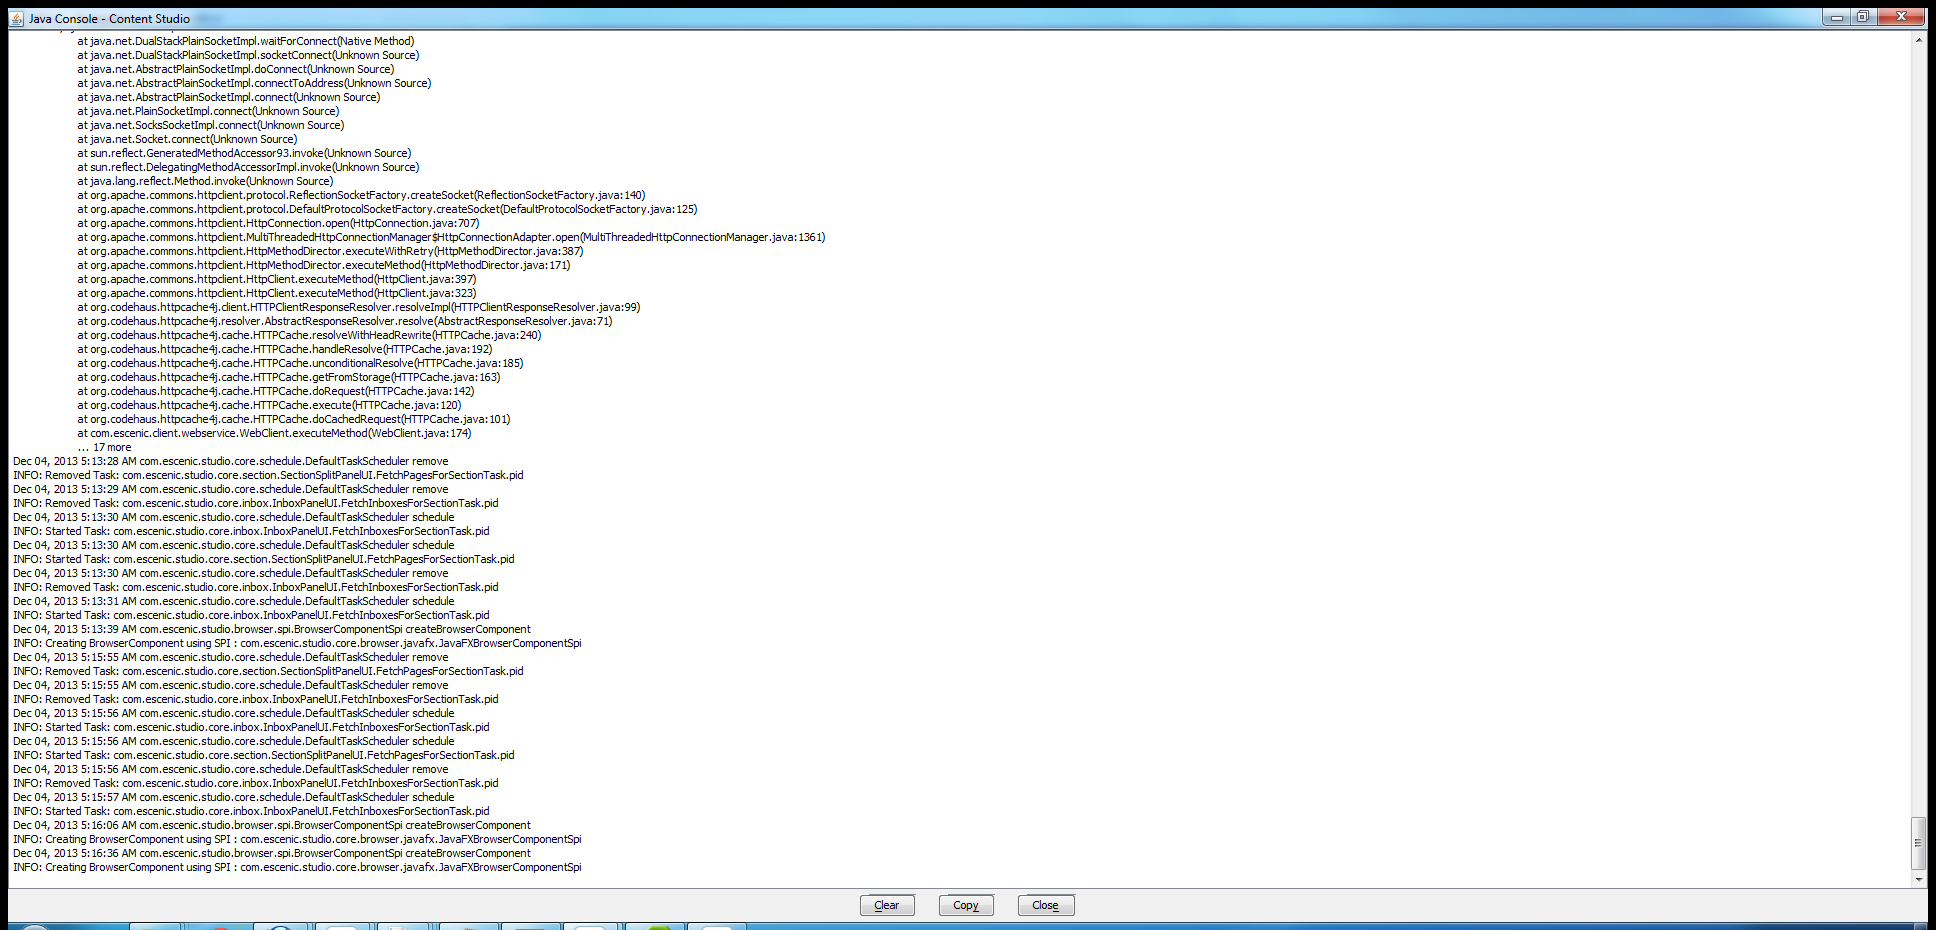 Java Console - Content Studio
at java.net.DualStackPlainSocketImpl.waitForConnect(Native Method)
at java.net.DualStackPlainSocketImpl.socketConnect(Unknown Source)
at java.net.AbstractPlainSocketImpl.doConnect(Unknown Source)
at java.net.AbstractPlainSocketImpl.connectToAddress(Unknown Source)
at java.net.AbstractPlainSocketImpl.connect(Unknown Source)
at java.net.PlainSocketImpl.connect(Unknown Source)
at java.net.SocksSocketImpl.connect(Unknown Source)
at java.net.Socket.connect(Unknown Source)
at sun.reflect.GeneratedMethodAccessor93.invoke(Unknown Source)
at sun.reflect.DelegatingMethodAccessorImpl.invoke(Unknown Source)
at java.lang.reflect.Method.invoke(Unknown Source)
at org.apache.commons.httpclient.protocol.ReflectionSocketFactory.createSocket(ReflectionSocketFactory.java:140)
at org.apache.commons.httpclient.protocol.DefaultProtocolSocketFactory.createSocket(DefaultProtocolSocketFactory.java:125)
at org.apache.commons.httpclient.HttpConnection.open(HttpConnection.java:707)
at org.apache.commons.httpclient.MultiThreadedHttpConnectionManager$HttpConnectionAdapter.open(MultiThreadedHttpConnectionManager.java:1361)
at org.apache.commons.httpclient.HttpMethodDirector.executeWithRetry(HttpMethodDirector.java:387)
at org.apache.commons.httpclient.HttpMethodDirector.executeMethod(HttpMethodDirector.java:171)
at org.apache.commons.httpclient.HttpClient.executeMethod(HttpClient.java:397)
at org.apache.commons.httpclient.HttpClient.executeMethod(HttpClient.java:323)
at org.codehaus.httpcache4j.client.HTTPClientResponseResolver.resolveImpl(HTTPClientResponseResolver.java:99)
at org.codehaus.httpcache4j.resolver.AbstractResponseResolver.resolve(AbstractResponseResolver.java:71)
at org.codehaus.httpcache4j.cache.HTTPCache.resolveWithHeadRewrite(HTTPCache.java:240)
at org.codehaus.httpcache4j.cache.HTTPCache.handleResolve(HTTPCache.java:192)
at org.codehaus.httpcache4j.cache.HTTPCache.unconditionalResolve(HTTPCache.java:185)
at org.codehaus.httpcache4j.cache.HTTPCache.getFromStorage(HTTPCache.java:163)
at org.codehaus.httpcache4j.cache.HTTPCache.doRequest(HTTPCache.java:142)
at org.codehaus.httpcache4j.cache.HTTPCache.execute(HTTPCache.java:120)
at org.codehaus.httpcache4j.cache.HTTPCache.doCachedRequest(HTTPCache.java:101)
at com.escenic.client.webservice.WebClient.executeMethod(WebClient.java:174)
... 17 more
Dec 04, 2013 5:13:28 AM com.escenic.studio.core.schedule.DefaultTaskScheduler remove
INFO: Removed Task: com.escenic.studio.core.section.SectionSplitPanelUI.FetchPagesForSectionTask.pid
Dec 04, 2013 5:13:29 AM com.escenic.studio.core.schedule.DefaultTaskScheduler remove
INFO: Removed Task: com.escenic.studio.core.inbox.InboxPanelUI.FetchInboxesForSectionTask.pid
Dec 04, 2013 5:13:30 AM com.escenic.studio.core.schedule.DefaultTaskScheduler schedule
INFO: Started Task: com.escenic.studio.core.inbox.InboxPanelUI.FetchInboxesForSectionTask.pid
Dec 04, 2013 5:13:30 AM com.escenic.studio.core.schedule.DefaultTaskScheduler schedule
INFO: Started Task: com.escenic.studio.core.section.SectionSplitPanelUI.FetchPagesForSectionTask.pid
Dec 04, 2013 5:13:30 AM com.escenic.studio.core.schedule.DefaultTaskScheduler remove
INFO: Removed Task: com.escenic.studio.core.inbox.InboxPanelUI.FetchInboxesForSectionTask.pid
Dec 04, 2013 5:13:31 AM com.escenic.studio.core.schedule.DefaultTaskScheduler schedule
INFO: Started Task: com.escenic.studio.core.inbox.InboxPanelUI.FetchInboxesForSectionTask.pid
Dec 04, 2013 5:13:39 AM com.escenic.studio.browser.spi.BrowserComponentSpi createBrowserComponent
INFO: Creating BrowserComponent using SPI : com.escenic.studio.core.browser.javafx.JavaFXBrowserComponentSpi
Dec 04, 2013 5:15:55 AM com.escenic.studio.core.schedule.DefaultTaskScheduler remove
INFO: Removed Task: com.escenic.studio.core.section.SectionSplitPanelUI.FetchPagesForSectionTask.pid
Dec 04, 2013 5:15:55 AM com.escenic.studio.core.schedule.DefaultTaskScheduler remove
INFO: Removed Task: com.escenic.studio.core.inbox.InboxPanelUI.FetchInboxesForSectionTask.pid
Dec 04, 2013 5:15:56 AM com.escenic.studio.core.schedule.DefaultTaskScheduler schedule
INFO: Started Task: com.escenic.studio.core.inbox.InboxPanelUI.FetchInboxesForSectionTask.pid
Dec 04, 2013 5:15:56 AM com.escenic.studio.core.schedule.DefaultTaskScheduler schedule
INFO: Started Task: com.escenic.studio.core.section.SectionSplitPanelUI.FetchPagesForSectionTask.pid
Dec 04, 2013 5:15:56 AM com.escenic.studio.core.schedule.DefaultTaskScheduler remove
INFO: Removed Task: com.escenic.studio.core.inbox.InboxPanelUI.FetchInboxesForSectionTask.pid
Dec 04, 2013 5:15:57 AM com.escenic.studio.core.schedule.DefaultTaskScheduler schedule
INFO: Started Task: com.escenic.studio.core.inbox.InboxPanelUI.FetchInboxesForSectionTask.pid
Dec 04, 2013 5:16:06 AM com.escenic.studio.browser.spi.BrowserComponentSpi createBrowserComponent
INFO: Creating BrowserComponent using SPI : com.escenic.studio.core.browser.javafx.JavaFXBrowserComponentSpi
Dec 04, 2013 5:16:36 AM com.escenic.studio.browser.spi.BrowserComponentSpi createBrowserComponent
INFO: Creating BrowserComponent using SPI : com.escenic.studio.core.browser.javafx.JavaFXBrowserComponentSpi
Clear Copy Close